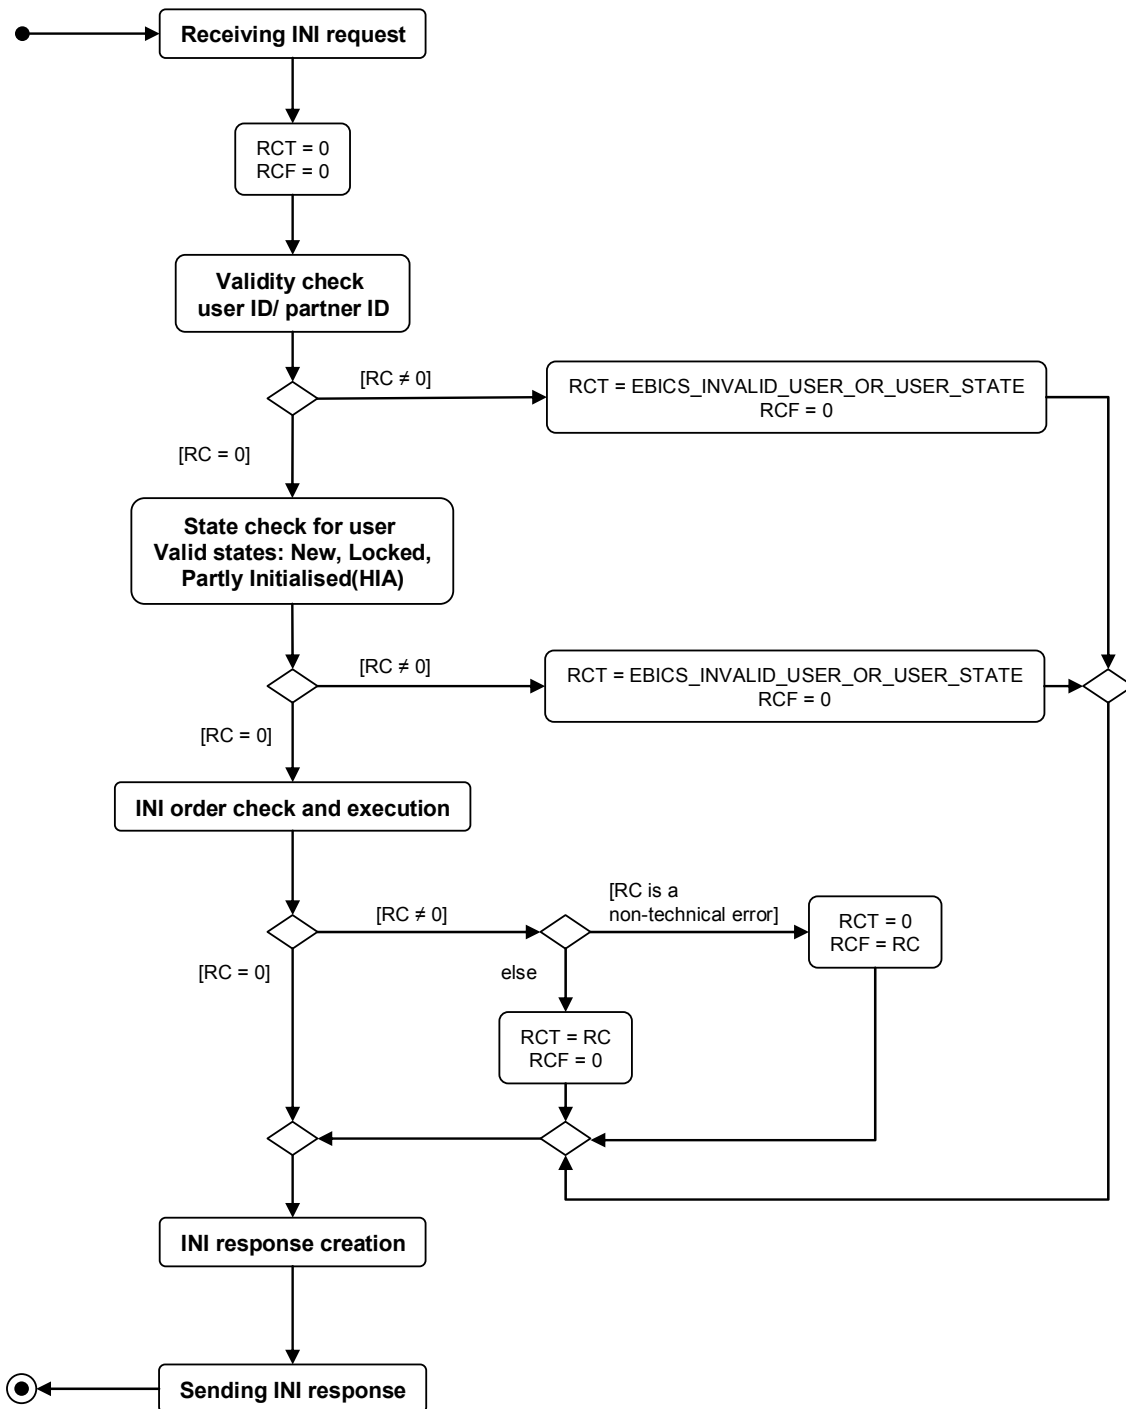 Receiving INI request
RCT = 0
RCF = 0
Validity check
user ID/ partner ID
[RC ≠ 0]
RCT = EBICS_INVALID_USER_OR_USER_STATE
RCF = 0
[RC = 0]
State check for user
Valid states: New, Locked,
Partly Initialised(HIA)
[RC ≠ 0]
RCT = EBICS_INVALID_USER_OR_USER_STATE
RCF = 0
[RC = 0]
INI order check and execution
[RC ≠ 0]
[RC is a
non-technical error]
RCT = 0
RCF = RC
[RC = 0]
else
RCT = RC
RCF = 0
INI response creation
Sending INI response